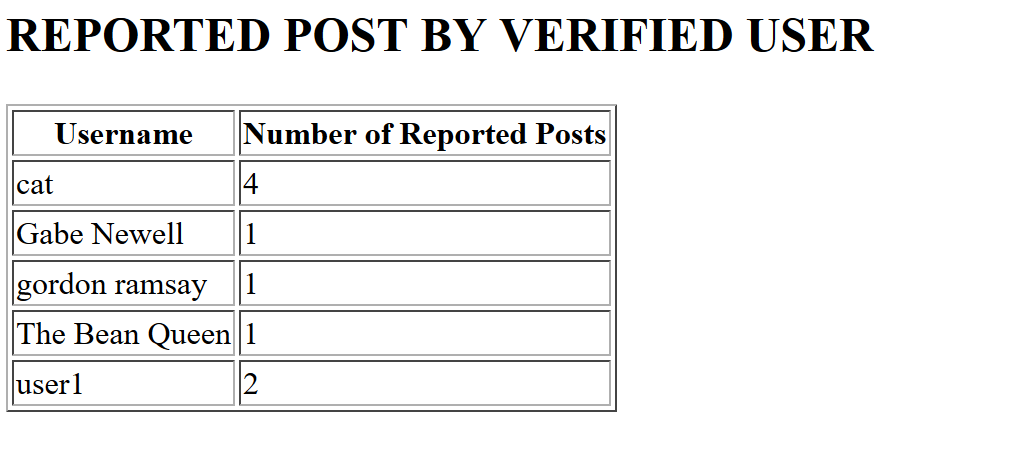 REPORTED POST BY VERIFIED USER
Username Number of Reported Posts
cat 4
Gabe Newell 1
gordon ramsay 1
The Bean Queen 1
user1 2